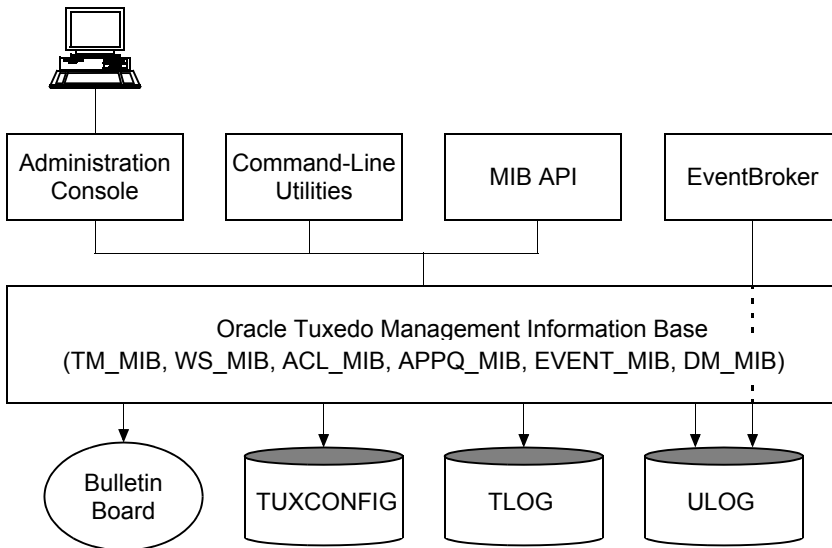 Administration
Console
Command-Line
Utilities
MIB API
EventBroker
Oracle Tuxedo Management Information Base
(TM_MIB, WS_MIB, ACL_MIB, APPQ_MIB, EVENT_MIB, DM_MIB)
Bulletin
Board
TUXCONFIG
TLOG
ULOG